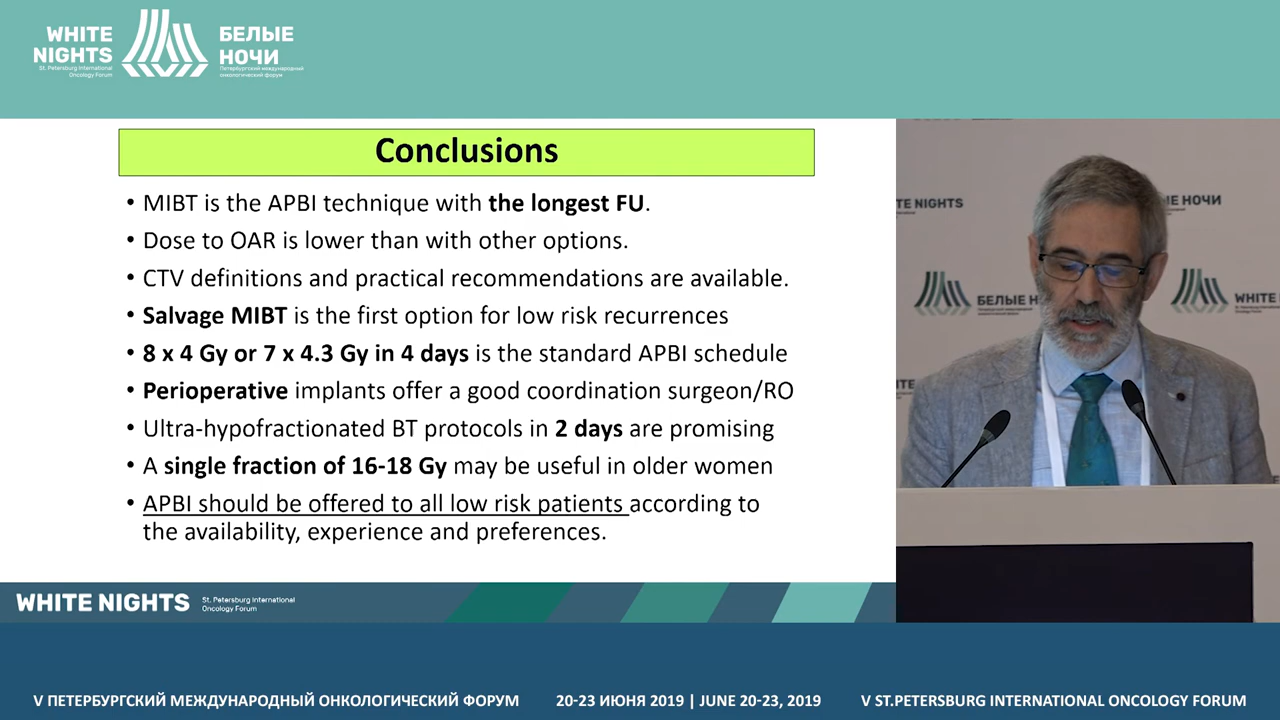 WHITE
NIGHTS
St. Petersburg International
Oncology Forum
БЕЛЫЕ
НОЧИ
Петербургский международный
онкологический форум
Conclusions
• MIBT is the APBI technique with the longest FU.
• Dose to OAR is lower than with other options.
• CTV definitions and practical recommendations are available.
• Salvage MIBT is the first option for low risk recurrences
• 8 x 4 Gy or 7 x 4.3 Gy in 4 days is the standard APBI schedule
• Perioperative implants offer a good coordination surgeon/RO
• Ultra-hypofractionated BT protocols in 2 days are promising
• A single fraction of 16-18 Gy may be useful in older women
• APBI should be offered to all low risk patients according to
the availability, experience and preferences.
TE NIGHTS
НОЧИ
БЕЛЫЕ НО
WHITE
WHITE NIGHTS
St. Petersburg International
Oncology Forum
V ПЕТЕРБУРГСКИЙ МЕЖДУНАРОДНЫЙ ОНКОЛОГИЧЕСКИЙ ФОРУМ
20-23 ИЮНЯ 2019 | JUNE 20-23, 2019
V ST.PETERSBURG INTERNATIONAL ONCOLOGY FORUM